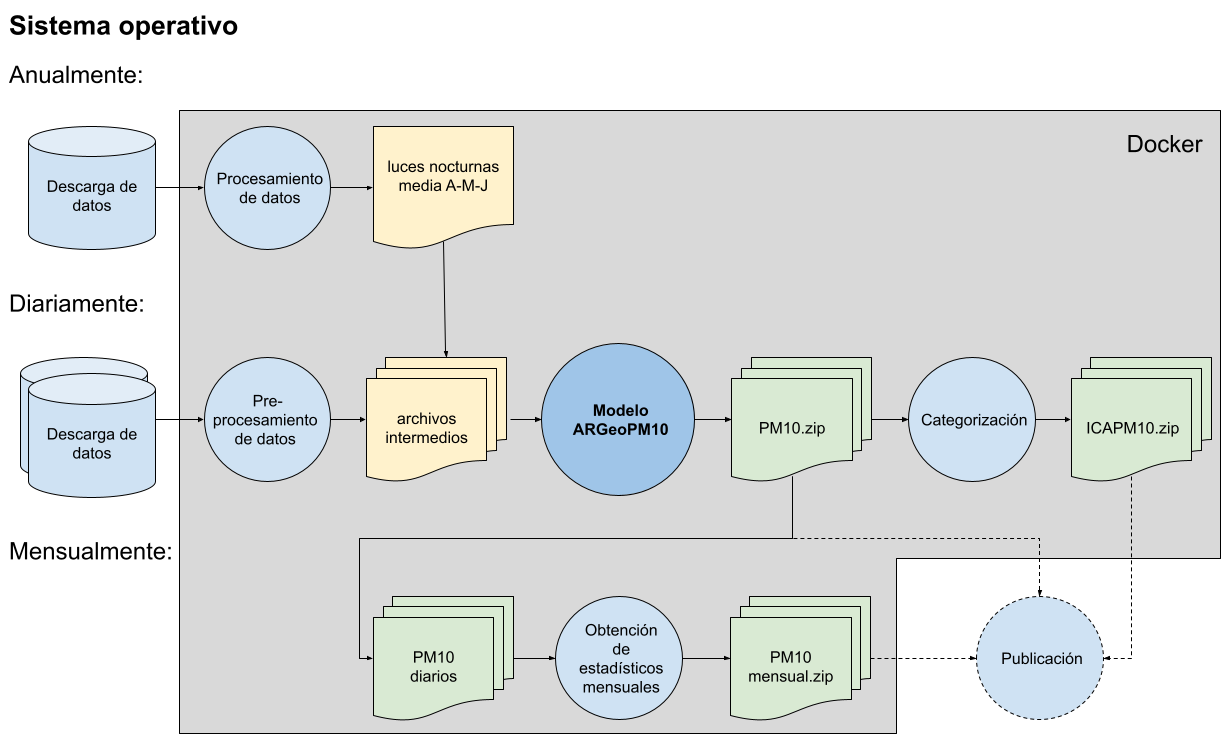 Sistema operativo
Anualmente:
Docker
Descarga de
datos
Procesamiento
de datos
luces nocturnas
media A-M-J
Diariamente:
Descarga de
datos
Pre-
procesamiento
de datos
archivos
intermedios
Modelo
ARGeoPM10
PM10.zip
Categorización
ICAPM10.zip
Mensualmente:
PM10
diarios
Obtención
de
estadísticos
mensuales
PM10
mensual.zip
Publicación